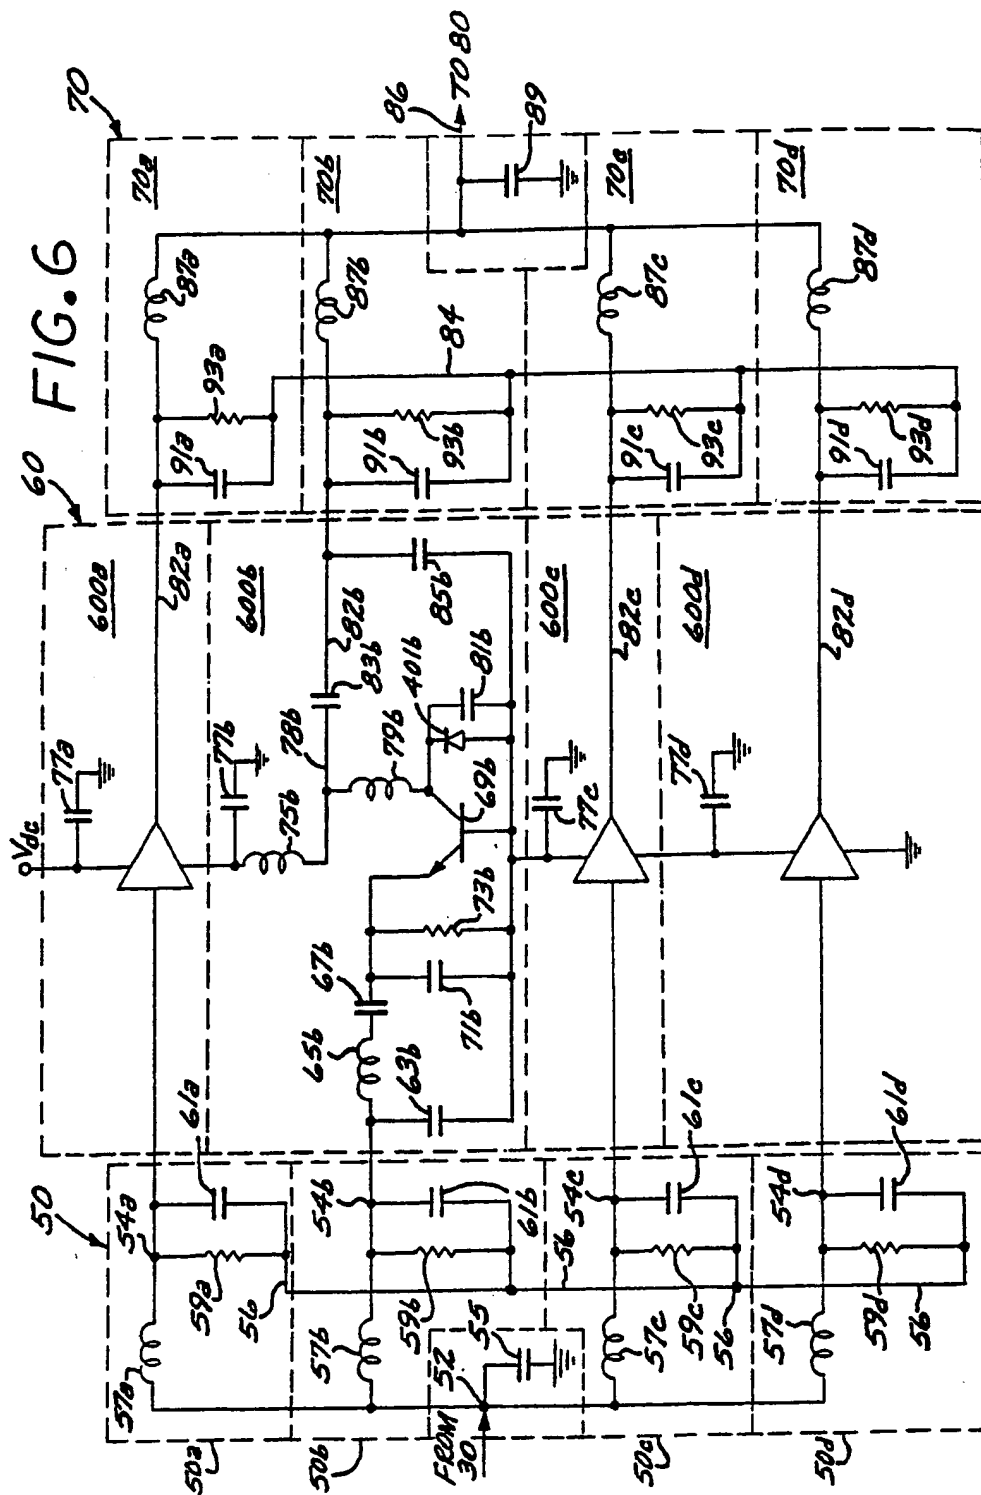 FIG. 6
50
60
70
50a
50b
50c
50d
57a
54a
59a
61a
56
57b
54b
59b
61b
56
FROM
30
52
55
57c
54c
59c
61c
56
57d
54d
59d
61d
56
Vdc
77a
600a
82a
77b
600b
75b
78b
83b
82b
65b
67b
63b
71b
73b
69b
79b
401b
81b
85b
77c
600c
82c
77d
600d
82d
91a
93a
87a
70a
91b
93b
87b
70b
84
86
TO 80
89
91c
93c
87c
70c
91d
93d
87d
70d